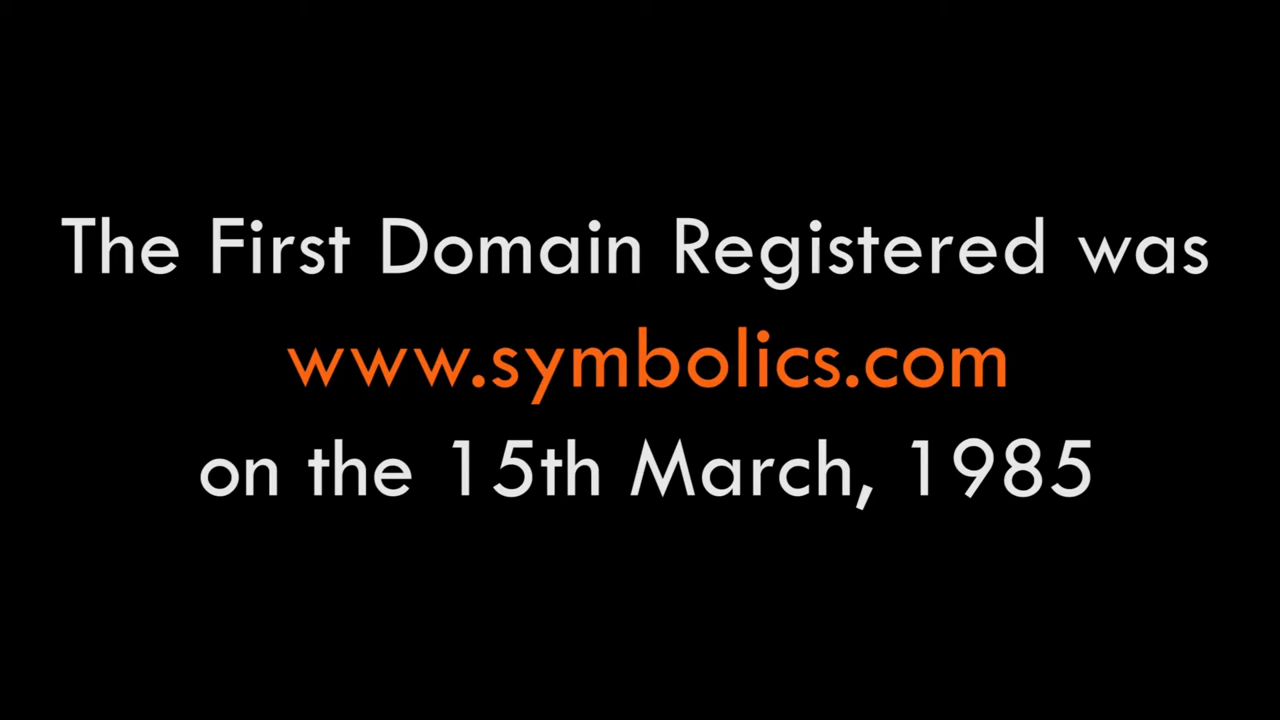 The First Domain Registered was
www.symbolics.com
on the 15th March, 1985